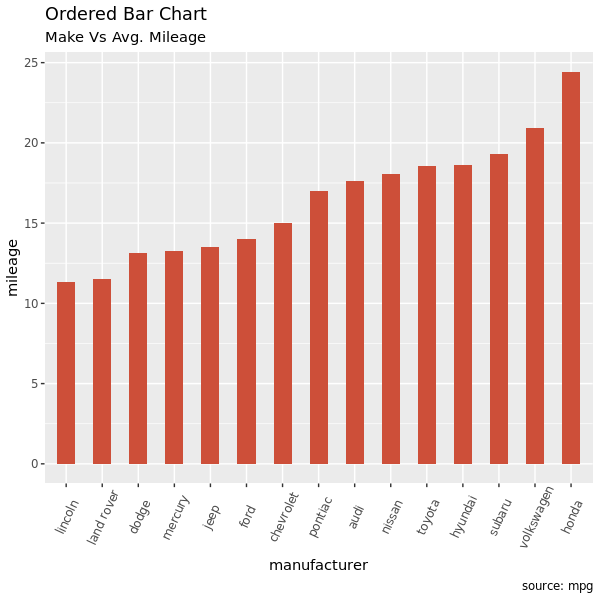 Ordered Bar Chart
Make Vs Avg. Mileage
mileage
25
20
15
10
5
0
lincoln
land rover
dodge
mercury
jeep
ford
chevrolet
pontiac
audi
nissan
toyota
hyundai
subaru
volkswagen
honda
manufacturer
source: mpg